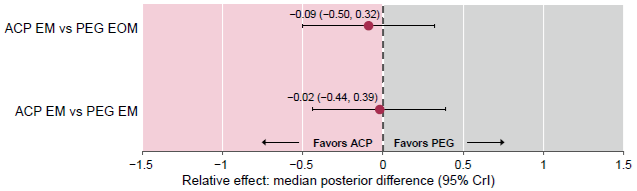 −0.09 (−0.50, 0.32)
ACP EM vs PEG EOM
−0.02 (−0.44, 0.39)
ACP EM vs PEG EM
Favors ACP Favors PEG
−1.5 −1 −0.5 0 0.5 1 1.5
Relative effect: median posterior difference (95% CrI)